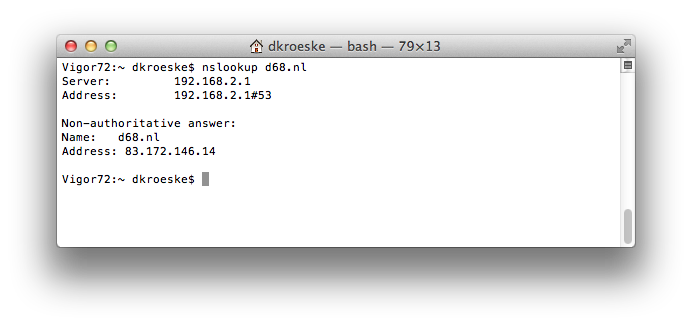 dkroeske — bash — 79×13
Vigor72:~ dkroeske$ nslookup d68.nl
Server:         192.168.2.1
Address:        192.168.2.1#53
Non-authoritative answer:
Name:   d68.nl
Address: 83.172.146.14
Vigor72:~ dkroeske$